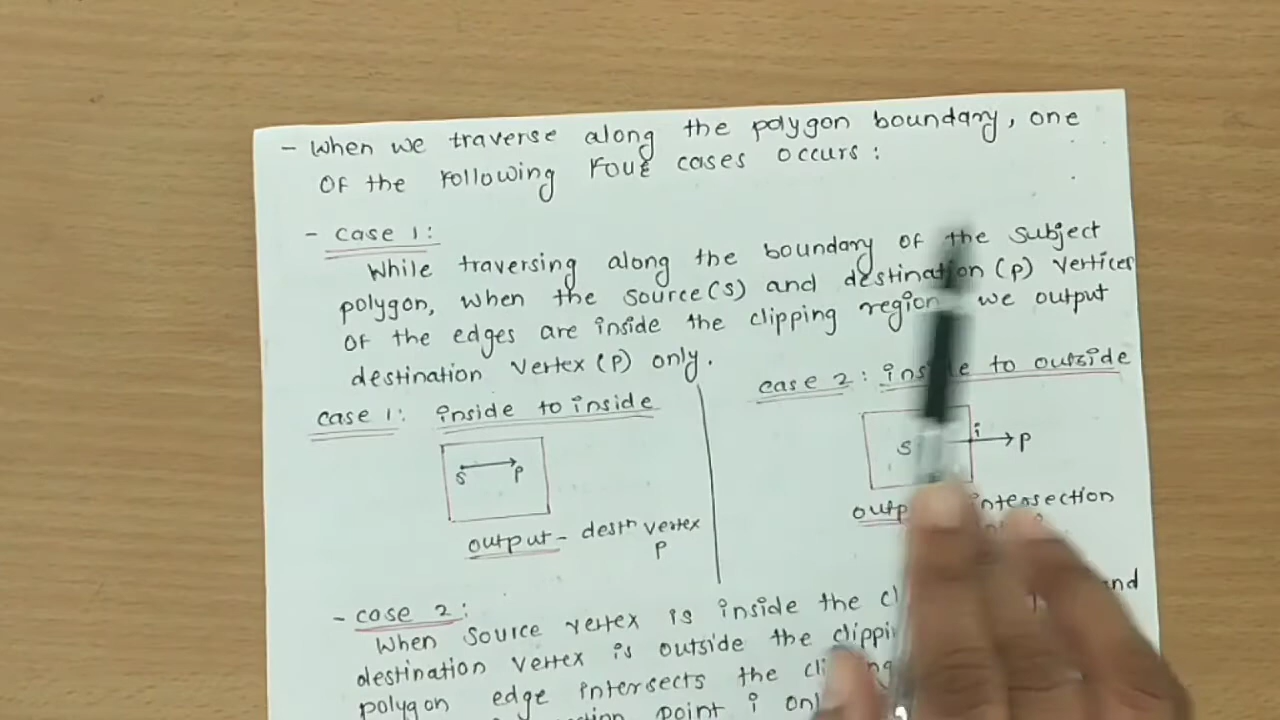 - When we traverse along the polygon boundary, one
of the following four cases occurs:
- case 1:
While traversing along the boundary of the subject
polygon, when the source(s) and destination (p) vertices
of the edges are inside the clipping region we output
destination vertex (p) only.
case 1: inside to inside
s p
output - destn vertex
p
case 2: inside to outside
s i p
intersection
- case 2:
When source vertex is inside the and
destination vertex is outside the
polygon edge intersects the
point i